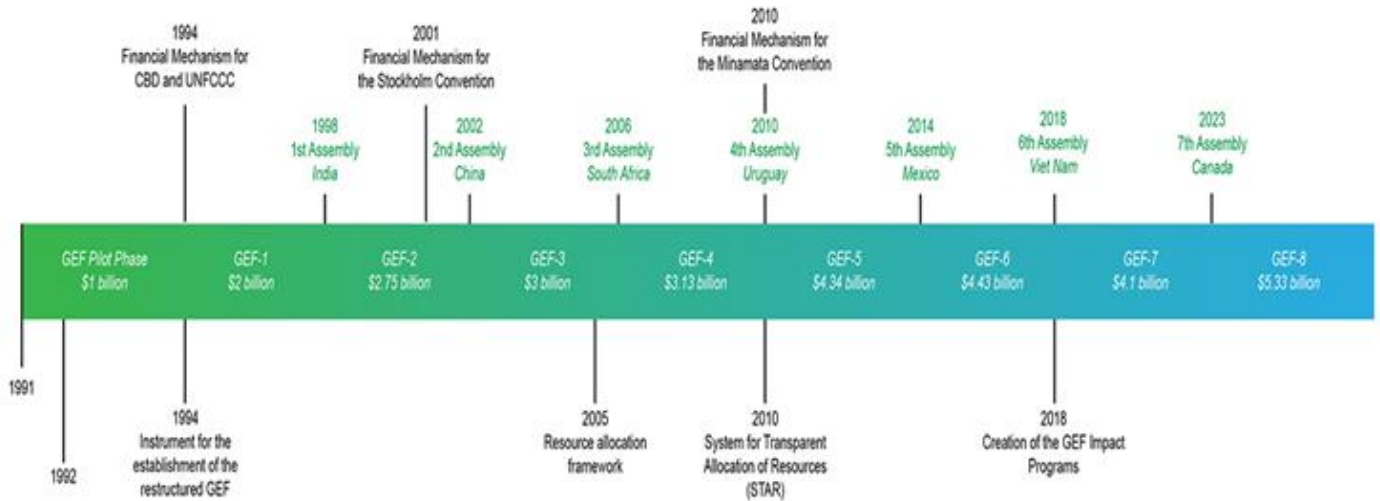 1994
Financial Mechanism for
CBD and UNFCCC
2001
Financial Mechanism for
the Stockholm Convention
2010
Financial Mechanism for
the Minamata Convention
1998
1st Assembly
India
2002
2nd Assembly
China
2006
3rd Assembly
South Africa
2010
4th Assembly
Uruguay
2014
5th Assembly
Mexico
2018
6th Assembly
Viet Nam
2023
7th Assembly
Canada
GEF Pilot Phase
$1 billion
GEF-1
$2 billion
GEF-2
$2.75 billion
GEF-3
$3 billion
GEF-4
$3.13 billion
GEF-5
$4.34 billion
GEF-6
$4.43 billion
GEF-7
$4.1 billion
GEF-8
$5.33 billion
1991
1992
1994
Instrument for the
establishment of the
restructured GEF
2005
Resource allocation
framework
2010
System for Transparent
Allocation of Resources
(STAR)
2018
Creation of the GEF Impact
Programs